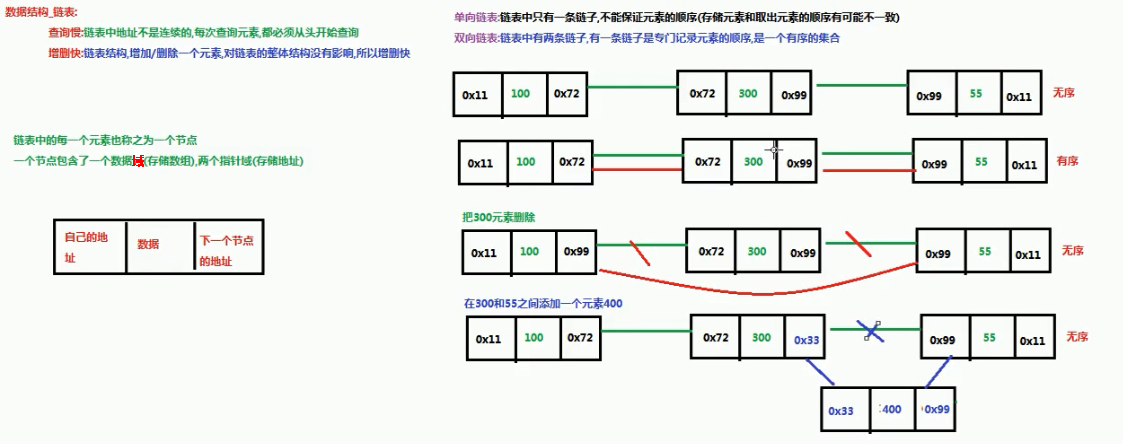 数据结构_链表:
查询慢:链表中地址不是连续的,每次查询元素,都必须从头开始查询
增删快:链表结构,增加/删除一个元素,对链表的整体结构没有影响,所以增删快
链表中的每一个元素也称之为一个节点
一个节点包含了一个数据域(存储数组),两个指针域(存储地址)
自己的地
址
数据
下一个节点
的地址
单向链表:链表中只有一条链子,不能保证元素的顺序(存储元素和取出元素的顺序有可能不一致)
双向链表:链表中有两条链子,有一条链子是专门记录元素的顺序,是一个有序的集合
0x11 100 0x72 0x72 300 0x99 0x99 55 0x11 无序
0x11 100 0x72 0x72 300 0x99 0x99 55 0x11 有序
把300元素删除
0x11 100 0x99 0x72 300 0x99 0x99 55 0x11 无序
在300和55之间添加一个元素400
0x11 100 0x72 0x72 300 0x33 0x99 55 0x11 无序
0x33 400 0x99